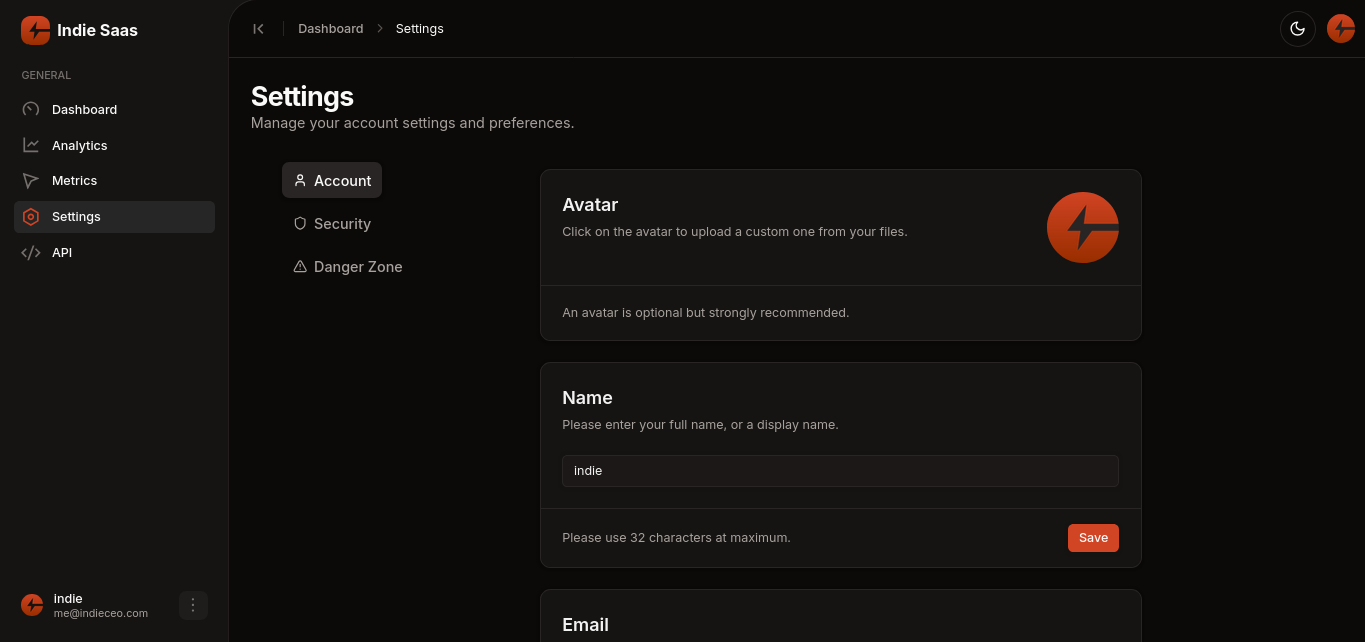 Indie Saas
GENERAL
Dashboard
Analytics
Metrics
Settings
API
indie
me@indieceo.com
Dashboard
Settings
Settings
Manage your account settings and preferences.
Account
Security
Danger Zone
Avatar
Click on the avatar to upload a custom one from your files.
An avatar is optional but strongly recommended.
Name
Please enter your full name, or a display name.
indie
Please use 32 characters at maximum.
Save
Email